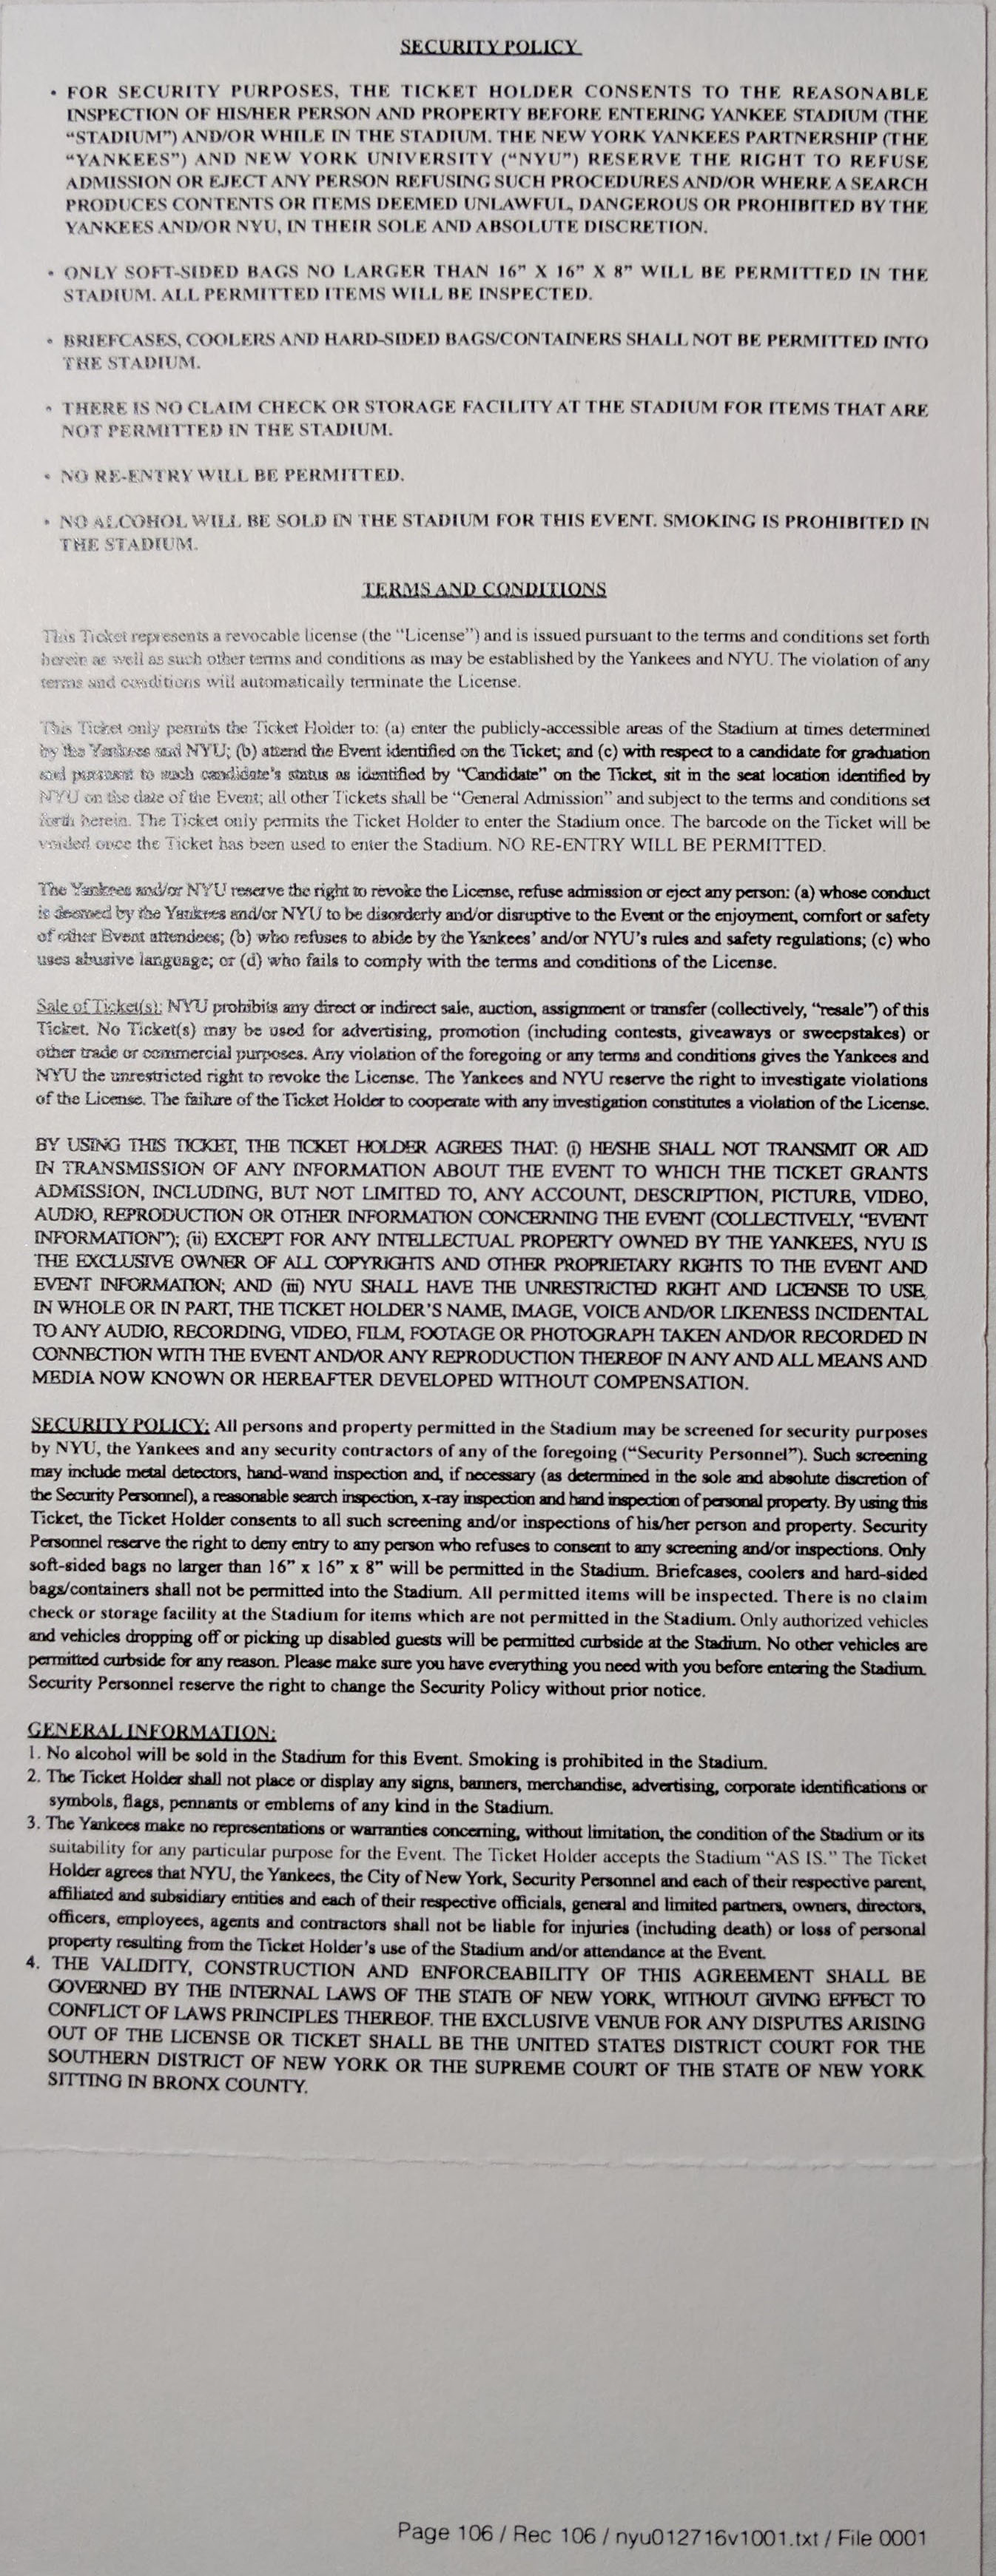 SECURITY POLICY
• FOR SECURITY PURPOSES, THE TICKET HOLDER CONSENTS TO THE REASONABLE
INSPECTION OF HIS/HER PERSON AND PROPERTY BEFORE ENTERING YANKEE STADIUM (THE
“STADIUM”) AND/OR WHILE IN THE STADIUM. THE NEW YORK YANKEES PARTNERSHIP (THE
“YANKEES”) AND NEW YORK UNIVERSITY (“NYU”) RESERVE THE RIGHT TO REFUSE
ADMISSION OR EJECT ANY PERSON REFUSING SUCH PROCEDURES AND/OR WHERE A SEARCH
PRODUCES CONTENTS OR ITEMS DEEMED UNLAWFUL, DANGEROUS OR PROHIBITED BY THE
YANKEES AND/OR NYU, IN THEIR SOLE AND ABSOLUTE DISCRETION.
• ONLY SOFT-SIDED BAGS NO LARGER THAN 16” X 16” X 8” WILL BE PERMITTED IN THE
STADIUM. ALL PERMITTED ITEMS WILL BE INSPECTED.
• BRIEFCASES, COOLERS AND HARD-SIDED BAGS/CONTAINERS SHALL NOT BE PERMITTED INTO
THE STADIUM.
• THERE IS NO CLAIM CHECK OR STORAGE FACILITY AT THE STADIUM FOR ITEMS THAT ARE
NOT PERMITTED IN THE STADIUM.
• NO RE-ENTRY WILL BE PERMITTED.
• NO ALCOHOL WILL BE SOLD IN THE STADIUM FOR THIS EVENT. SMOKING IS PROHIBITED IN
THE STADIUM.
TERMS AND CONDITIONS
This Ticket represents a revocable license (the “License”) and is issued pursuant to the terms and conditions set forth
herein as well as such other terms and conditions as may be established by the Yankees and NYU. The violation of any
terms and conditions will automatically terminate the License.
This Ticket only permits the Ticket Holder to: (a) enter the publicly-accessible areas of the Stadium at times determined
by the Yankees and NYU; (b) attend the Event identified on the Ticket; and (c) with respect to a candidate for graduation
and pursuant to such candidate’s status as identified by “Candidate” on the Ticket, sit in the seat location identified by
NYU on the date of the Event; all other Tickets shall be “General Admission” and subject to the terms and conditions set
forth herein. The Ticket only permits the Ticket Holder to enter the Stadium once. The barcode on the Ticket will be
voided once the Ticket has been used to enter the Stadium. NO RE-ENTRY WILL BE PERMITTED.
The Yankees and/or NYU reserve the right to revoke the License, refuse admission or eject any person: (a) whose conduct
is deemed by the Yankees and/or NYU to be disorderly and/or disruptive to the Event or the enjoyment, comfort or safety
of other Event attendees; (b) who refuses to abide by the Yankees’ and/or NYU’s rules and safety regulations; (c) who
uses abusive language; or (d) who fails to comply with the terms and conditions of the License.
Sale of Ticket(s): NYU prohibits any direct or indirect sale, auction, assignment or transfer (collectively, “resale”) of this
Ticket. No Ticket(s) may be used for advertising, promotion (including contests, giveaways or sweepstakes) or
other trade or commercial purposes. Any violation of the foregoing or any terms and conditions gives the Yankees and
NYU the unrestricted right to revoke the License. The Yankees and NYU reserve the right to investigate violations
of the License. The failure of the Ticket Holder to cooperate with any investigation constitutes a violation of the License.
BY USING THIS TICKET, THE TICKET HOLDER AGREES THAT: (i) HE/SHE SHALL NOT TRANSMIT OR AID
IN TRANSMISSION OF ANY INFORMATION ABOUT THE EVENT TO WHICH THE TICKET GRANTS
ADMISSION, INCLUDING, BUT NOT LIMITED TO, ANY ACCOUNT, DESCRIPTION, PICTURE, VIDEO,
AUDIO, REPRODUCTION OR OTHER INFORMATION CONCERNING THE EVENT (COLLECTIVELY, “EVENT
INFORMATION”); (ii) EXCEPT FOR ANY INTELLECTUAL PROPERTY OWNED BY THE YANKEES, NYU IS
THE EXCLUSIVE OWNER OF ALL COPYRIGHTS AND OTHER PROPRIETARY RIGHTS TO THE EVENT AND
EVENT INFORMATION; AND (iii) NYU SHALL HAVE THE UNRESTRICTED RIGHT AND LICENSE TO USE,
IN WHOLE OR IN PART, THE TICKET HOLDER’S NAME, IMAGE, VOICE AND/OR LIKENESS INCIDENTAL
TO ANY AUDIO, RECORDING, VIDEO, FILM, FOOTAGE OR PHOTOGRAPH TAKEN AND/OR RECORDED IN
CONNECTION WITH THE EVENT AND/OR ANY REPRODUCTION THEREOF IN ANY AND ALL MEANS AND
MEDIA NOW KNOWN OR HEREAFTER DEVELOPED WITHOUT COMPENSATION.
SECURITY POLICY: All persons and property permitted in the Stadium may be screened for security purposes
by NYU, the Yankees and any security contractors of any of the foregoing (“Security Personnel”). Such screening
may include metal detectors, hand-wand inspection and, if necessary (as determined in the sole and absolute discretion of
the Security Personnel), a reasonable search inspection, x-ray inspection and hand inspection of personal property. By using this
Ticket, the Ticket Holder consents to all such screening and/or inspections of his/her person and property. Security
Personnel reserve the right to deny entry to any person who refuses to consent to any screening and/or inspections. Only
soft-sided bags no larger than 16” x 16” x 8” will be permitted in the Stadium. Briefcases, coolers and hard-sided
bags/containers shall not be permitted into the Stadium. All permitted items will be inspected. There is no claim
check or storage facility at the Stadium for items which are not permitted in the Stadium. Only authorized vehicles
and vehicles dropping off or picking up disabled guests will be permitted curbside at the Stadium. No other vehicles are
permitted curbside for any reason. Please make sure you have everything you need with you before entering the Stadium.
Security Personnel reserve the right to change the Security Policy without prior notice.
GENERAL INFORMATION:
1. No alcohol will be sold in the Stadium for this Event. Smoking is prohibited in the Stadium.
2. The Ticket Holder shall not place or display any signs, banners, merchandise, advertising, corporate identifications or
symbols, flags, pennants or emblems of any kind in the Stadium.
3. The Yankees make no representations or warranties concerning, without limitation, the condition of the Stadium or its
suitability for any particular purpose for the Event. The Ticket Holder accepts the Stadium “AS IS.” The Ticket
Holder agrees that NYU, the Yankees, the City of New York, Security Personnel and each of their respective parent,
affiliated and subsidiary entities and each of their respective officials, general and limited partners, owners, directors,
officers, employees, agents and contractors shall not be liable for injuries (including death) or loss of personal
property resulting from the Ticket Holder’s use of the Stadium and/or attendance at the Event.
4. THE VALIDITY, CONSTRUCTION AND ENFORCEABILITY OF THIS AGREEMENT SHALL BE
GOVERNED BY THE INTERNAL LAWS OF THE STATE OF NEW YORK, WITHOUT GIVING EFFECT TO
CONFLICT OF LAWS PRINCIPLES THEREOF. THE EXCLUSIVE VENUE FOR ANY DISPUTES ARISING
OUT OF THE LICENSE OR TICKET SHALL BE THE UNITED STATES DISTRICT COURT FOR THE
SOUTHERN DISTRICT OF NEW YORK OR THE SUPREME COURT OF THE STATE OF NEW YORK
SITTING IN BRONX COUNTY.
Page 106 / Rec 106 / nyu012716v1001.txt / File 0001